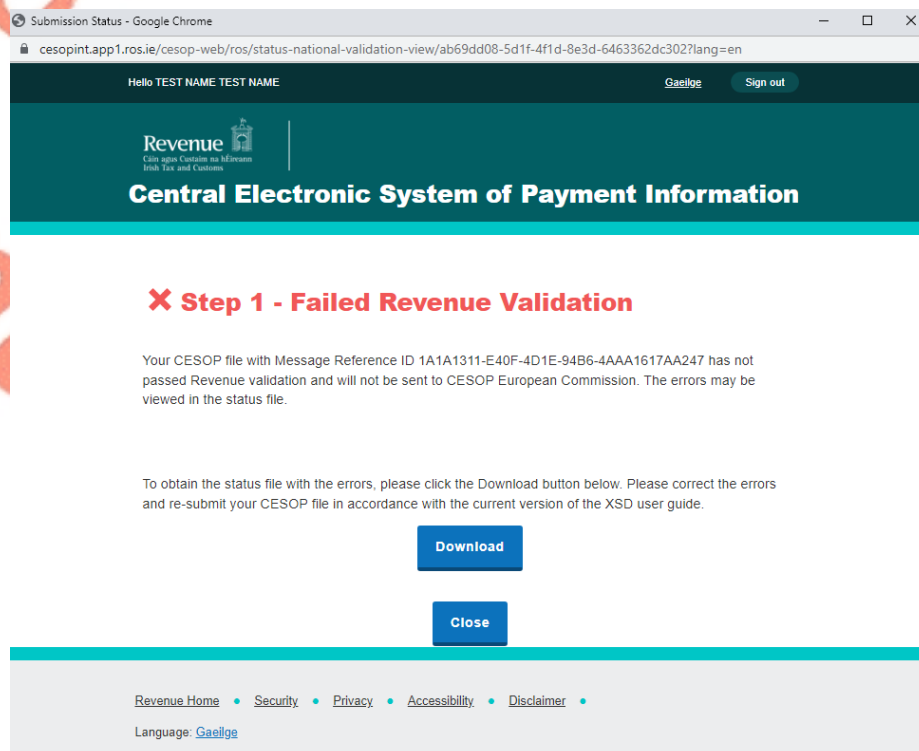 Submission Status - Google Chrome
cesopint.app1.ros.ie/cesop-web/ros/status-national-validation-view/ab69dd08-5d1f-4f1d-8e3d-6463362dc302?lang=en
Hello TEST NAME TEST NAME
Gaeilge
Sign out
Revenue
Cáin agus Custaim na hÉireann
Irish Tax and Customs
Central Electronic System of Payment Information
Step 1 - Failed Revenue Validation
Your CESOP file with Message Reference ID 1A1A1311-E40F-4D1E-94B6-4AAA1617AA247 has not
passed Revenue validation and will not be sent to CESOP European Commission. The errors may be
viewed in the status file.
To obtain the status file with the errors, please click the Download button below. Please correct the errors
and re-submit your CESOP file in accordance with the current version of the XSD user guide.
Download
Close
Revenue Home • Security • Privacy • Accessibility • Disclaimer •
Language: Gaeilge